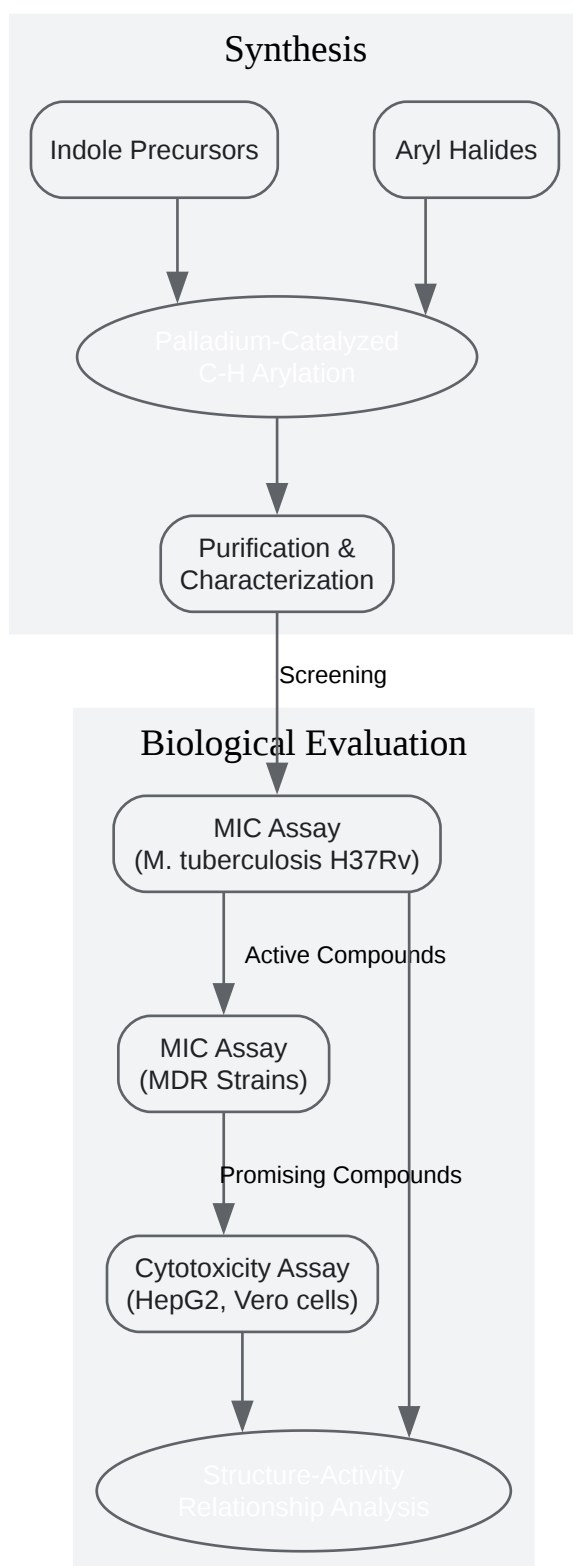 Synthesis
Indole Precursors
Aryl Halides
Palladium-Catalyzed
C-H Arylation
Purification &
Characterization
Screening
Biological Evaluation
MIC Assay
(M. tuberculosis H37Rv)
Active Compounds
MIC Assay
(MDR Strains)
Promising Compounds
Cytotoxicity Assay
(HepG2, Vero cells)
Structure-Activity
Relationship Analysis